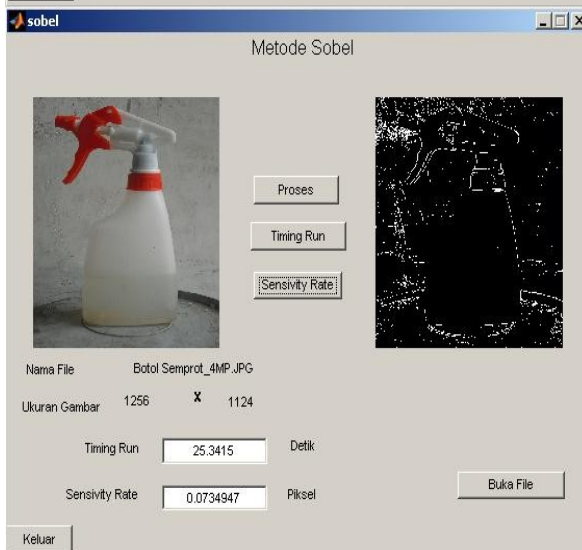 sobel
Metode Sobel
Proses
Timing Run
Sensivity Rate
Nama File Botol Semprot_4MP.JPG
Ukuran Gambar 1256 X 1124
Timing Run 25.3415 Detik
Sensivity Rate 0.0734947 Piksel
Buka File
Keluar